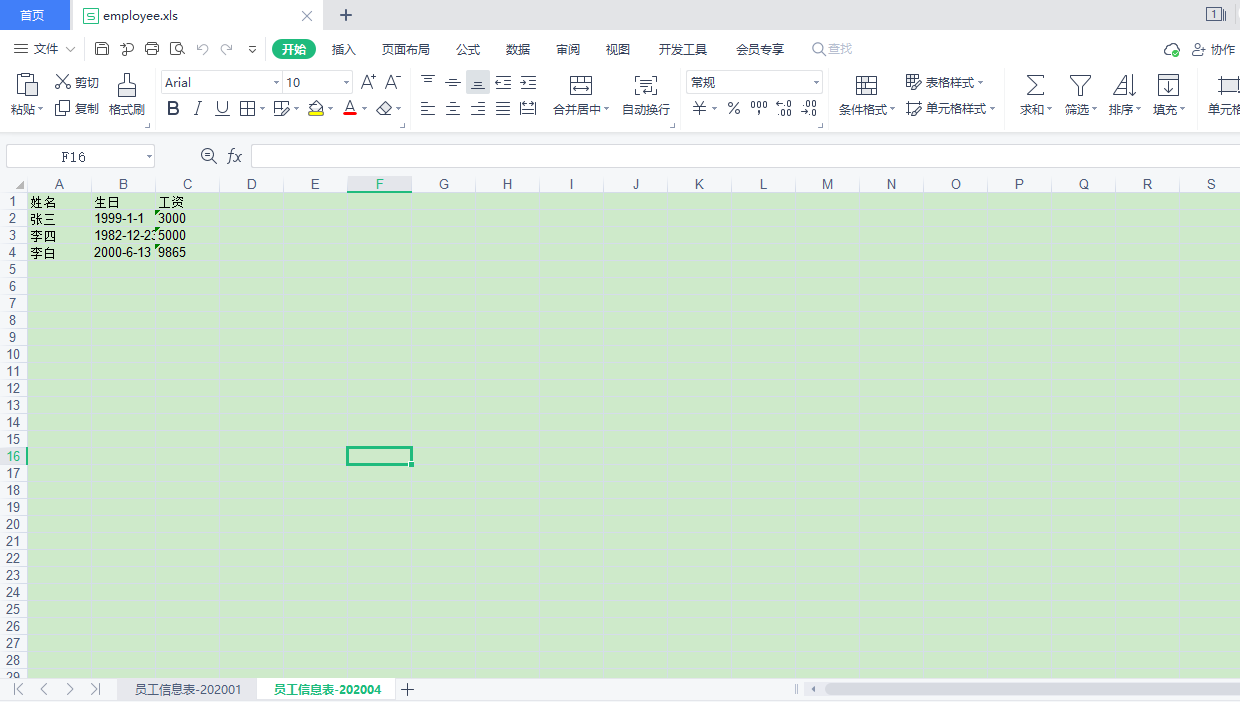 首页 employee.xls 1
文件 开始 插入 页面布局 公式 数据 审阅 视图 开发工具 会员专享 查找 协作
粘贴 剪切 复制 格式刷 Arial 10 A+ A- B I U A 合并居中 自动换行 常规 ¥ % 000 条件格式 表格样式 单元格样式 求和 筛选 排序 填充 单元格
F16 fx
A B C D E F G H I J K L M N O P Q R S
1 姓名 生日 工资
2 张三 1999-1-1 3000
3 李四 1982-12-23 5000
4 李白 2000-6-13 9865
5
6
7
8
9
10
11
12
13
14
15
16
17
18
19
20
21
22
23
24
25
26
27
28
29
员工信息表-202001 员工信息表-202004